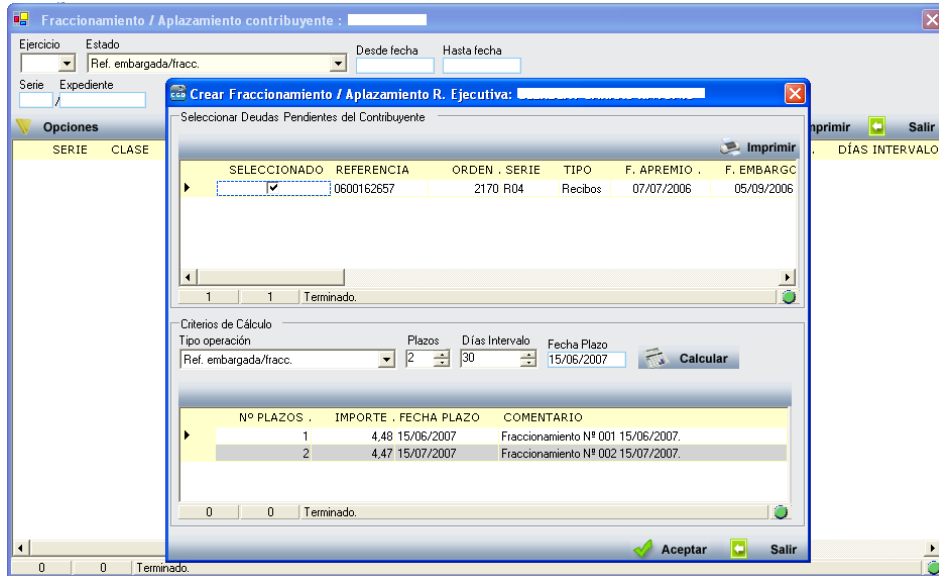 Fraccionamiento / Aplazamiento contribuyente :
Ejercicio Estado Desde fecha Hasta fecha
Ref. embargada/fracc.
Serie Expediente
/
Opciones
Imprimir Salir
SERIE CLASE
. DÍAS INTERVALO
Crear Fraccionamiento / Aplazamiento R. Ejecutiva:
Seleccionar Deudas Pendientes del Contribuyente
Imprimir
SELECCIONADO REFERENCIA ORDEN . SERIE TIPO F. APREMIO . F. EMBARGO
0600162657 2170 R04 Recibos 07/07/2006 05/09/2006
1 1 Terminado.
Criterios de Cálculo
Tipo operación Plazos Días Intervalo Fecha Plazo
Ref. embargada/fracc. 2 30 15/06/2007 Calcular
Nº PLAZOS . IMPORTE . FECHA PLAZO COMENTARIO
1 4,48 15/06/2007 Fraccionamiento Nº 001 15/06/2007.
2 4,47 15/07/2007 Fraccionamiento Nº 002 15/07/2007.
0 0 Terminado.
Aceptar Salir
0 0 Terminado.